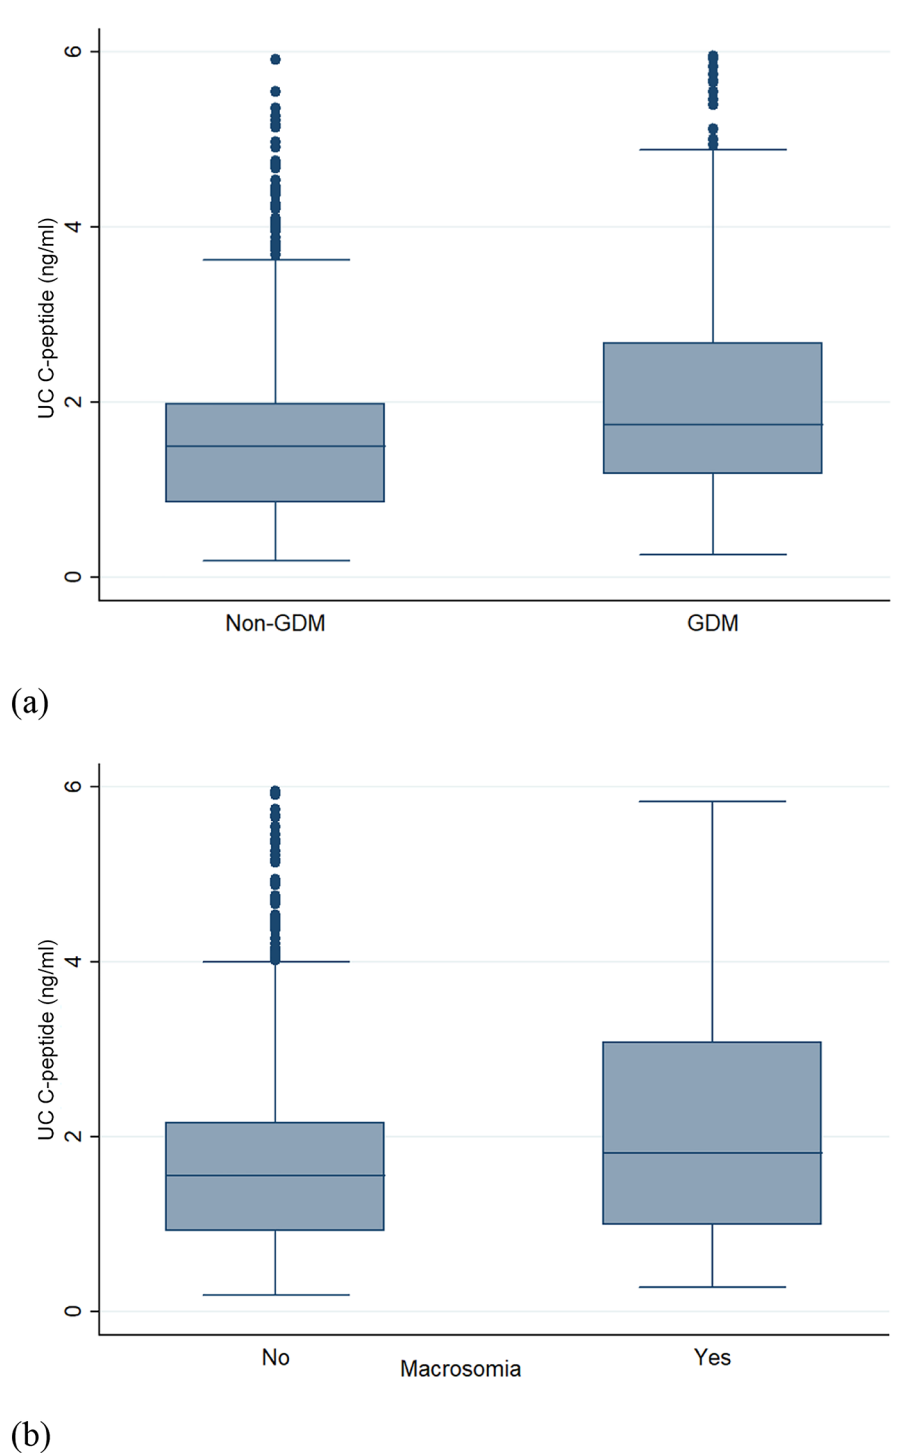 6
4
2
0
UC C-peptide (ng/ml)
Non-GDM GDM
(a)
6
4
2
0
UC C-peptide (ng/ml)
No Yes
Macrosomia
(b)